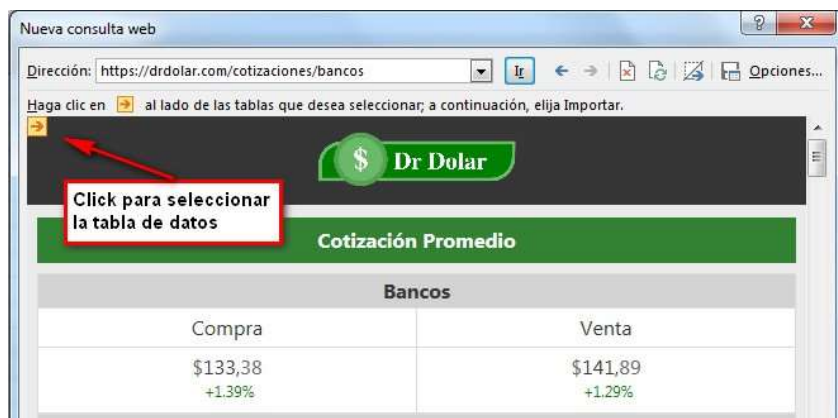 Nueva consulta web
Dirección: https://drdolar.com/cotizaciones/bancos Ir Opciones...
Haga clic en al lado de las tablas que desea seleccionar; a continuación, elija Importar.
$ Dr Dolar
Click para seleccionar
la tabla de datos
Cotización Promedio
Bancos
Compra Venta
$133,38 $141,89
+1.39% +1.29%